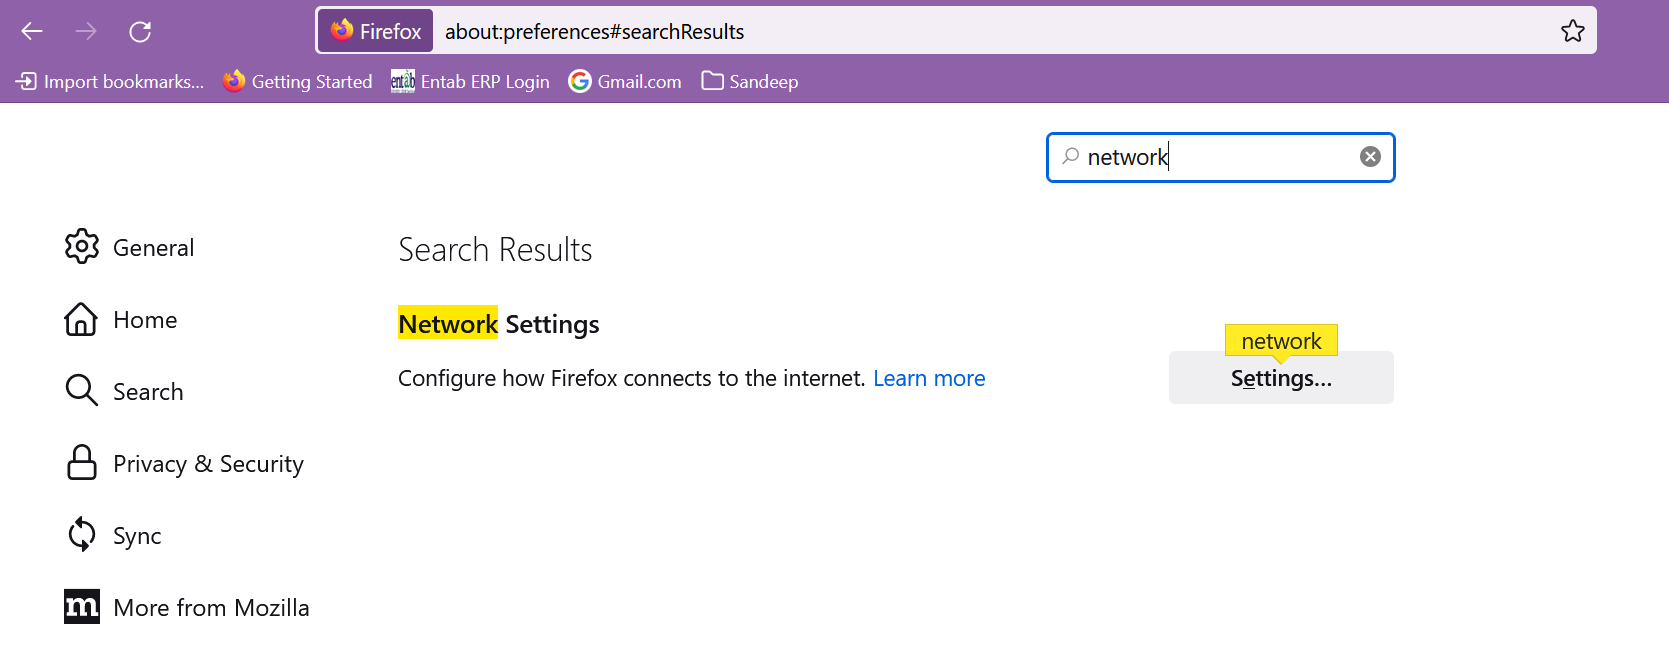 Firefox about:preferences#searchResults
Import bookmarks... Getting Started entab Entab ERP Login Gmail.com Sandeep
network
General
Home
Search
Privacy & Security
Sync
More from Mozilla
Search Results
Network Settings
network
Configure how Firefox connects to the internet. Learn more
Settings...